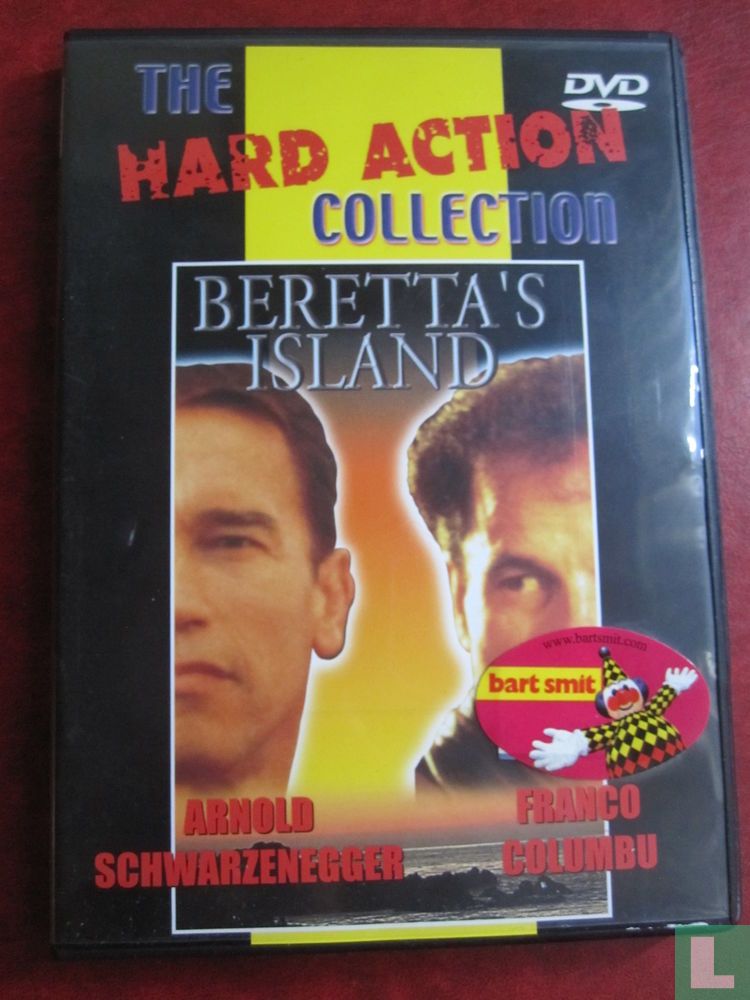 THE
DVD
HARD ACTION
COLLECTION
BERETTA'S
ISLAND
www.bartsmit.com
bart smit
ARNOLD
SCHWARZENEGGER
FRANCO
COLUMBU
L